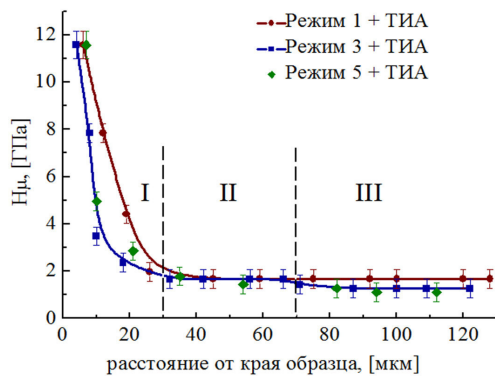 Режим 1 + ТИА
Режим 3 + ТИА
Режим 5 + ТИА
Hμ, [ГПа]
12
10
8
6
4
2
0
I
II
III
0
20
40
60
80
100
120
расстояние от края образца, [мкм]